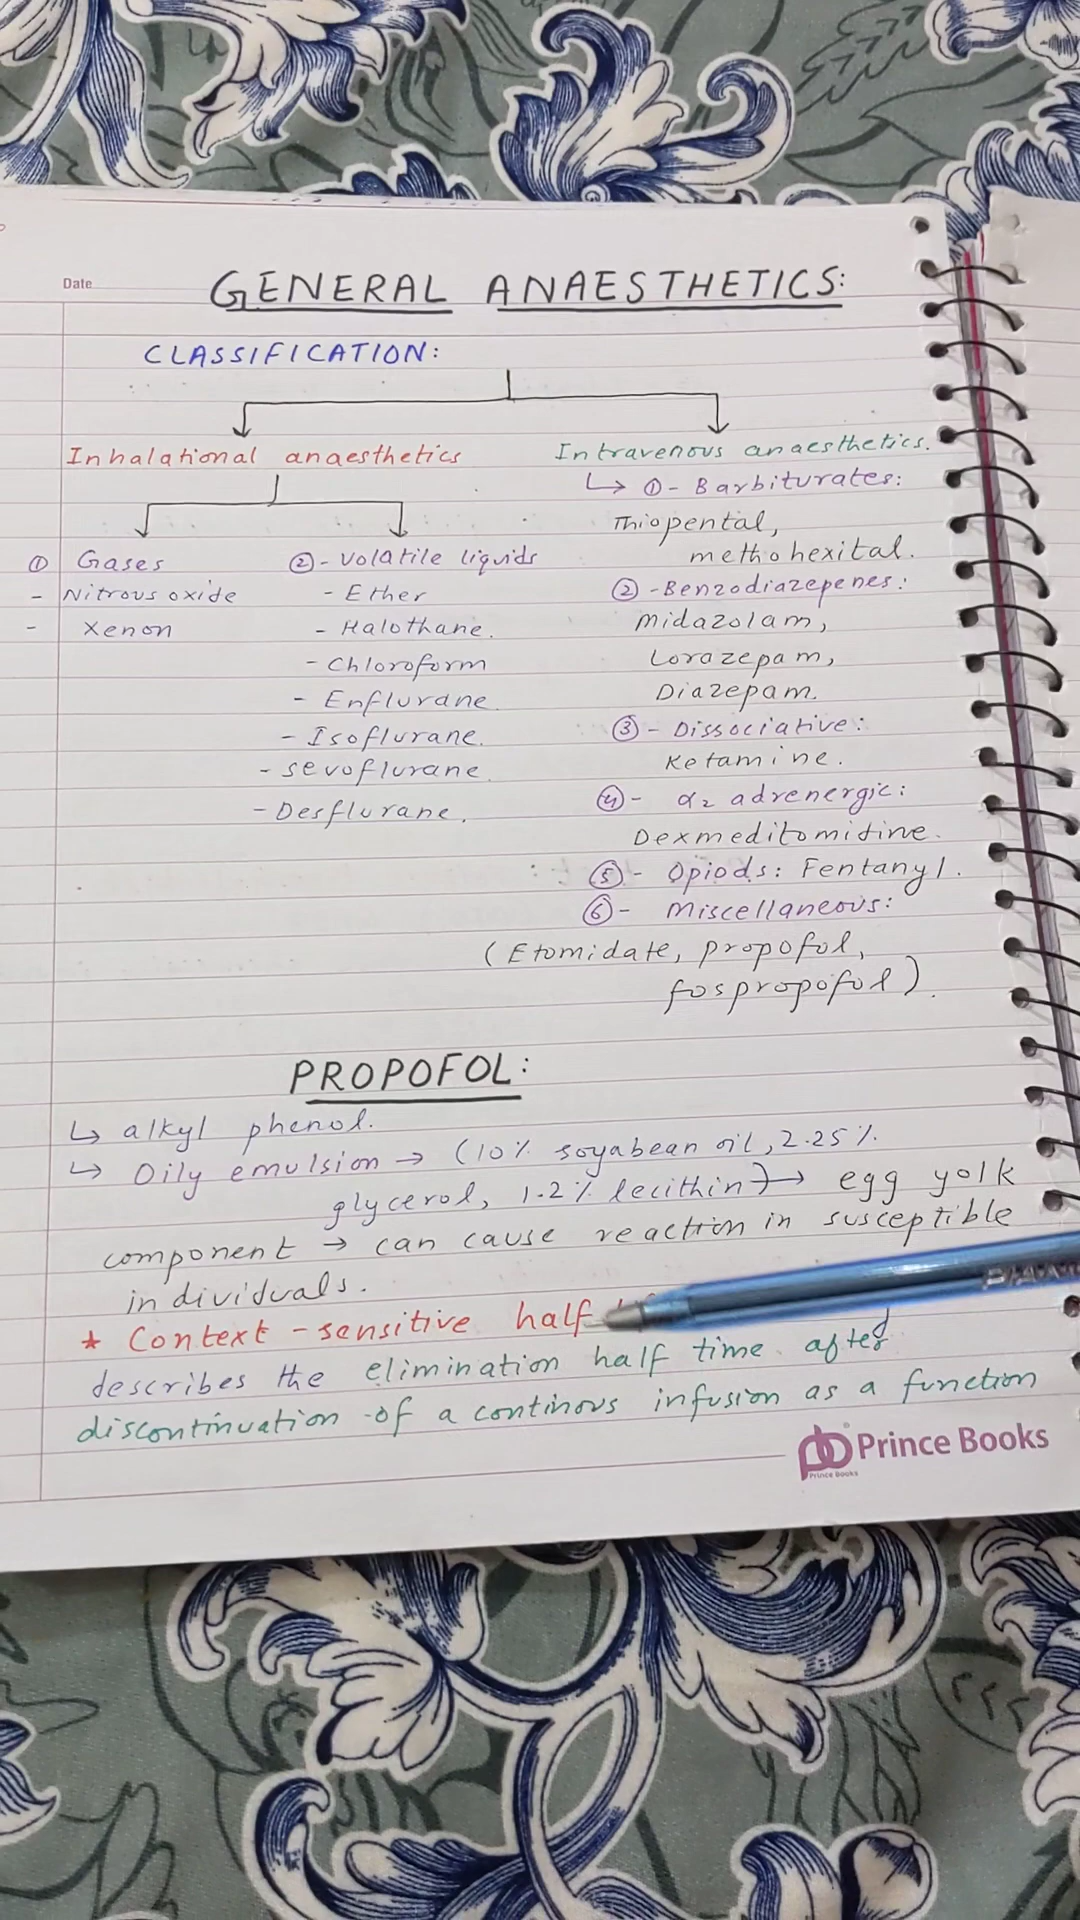 Date
GENERAL ANAESTHETICS:
CLASSIFICATION:
Inhalational anaesthetics
① Gases
- Nitrous oxide
- Xenon
② - Volatile liquids
- Ether
- Halothane.
- Chloroform
- Enflurane.
- Isoflurane.
- sevoflurane.
- Desflurane.
Intravenous anaesthetics.
↳ ① - Barbiturates:
Thiopental,
methohexital.
② - Benzodiazepenes:
Midazolam,
Lorazepam,
Diazepam.
③ - Dissociative:
Ketamine.
④ - α2 adrenergic:
Dexmeditomitine.
⑤ - Opiods: Fentanyl.
⑥ - Miscellaneous:
(Etomidate, propofol,
fospropofol).
PROPOFOL:
↳ alkyl phenol.
↳ Oily emulsion → (10% soyabean oil, 2.25%
glycerol, 1.2% lecithin) → egg yolk
component → can cause reaction in susceptible
individuals.
* Context - sensitive half
describes the elimination half time after
discontinuation of a continous infusion as a function
Prince Books
Prince Books